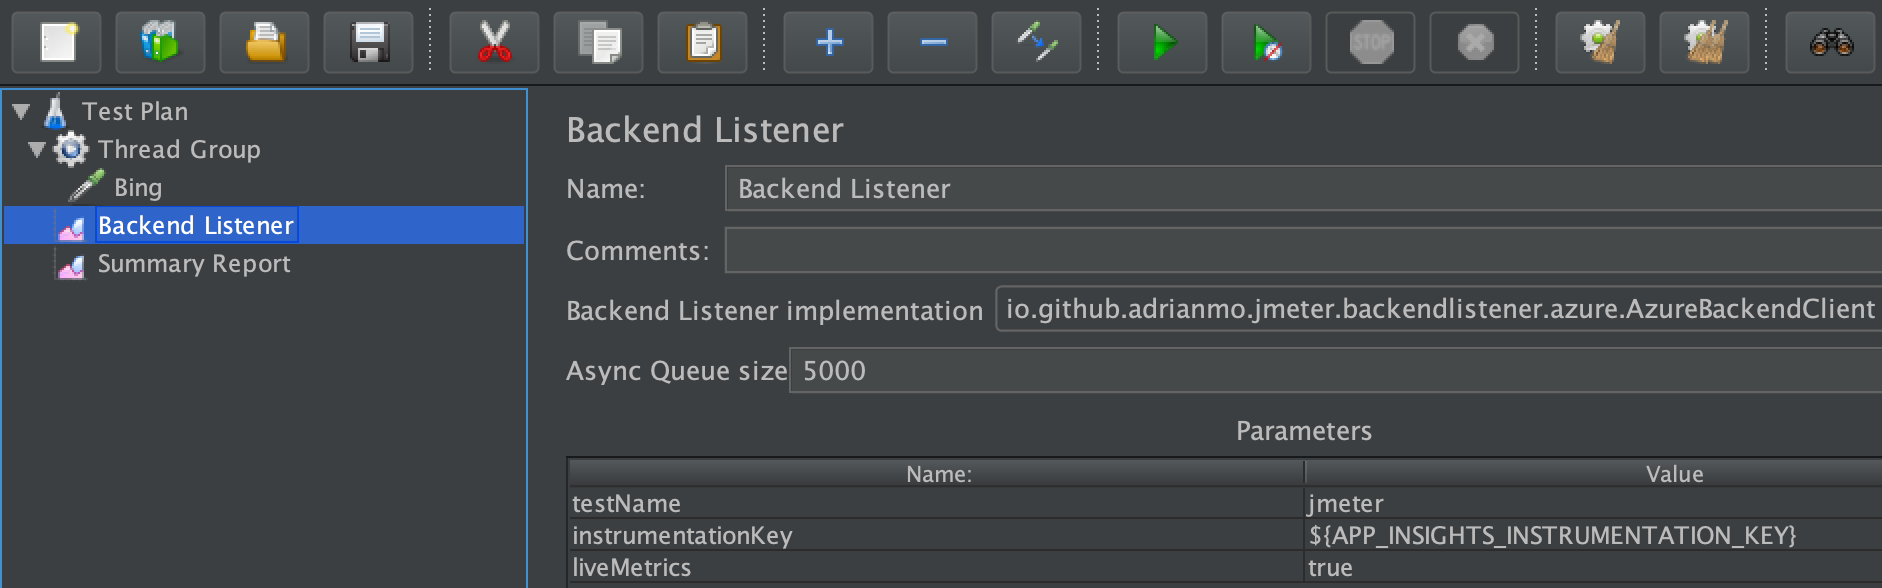 STOP
Test Plan
Thread Group
Bing
Backend Listener
Summary Report
Backend Listener
Name: Backend Listener
Comments:
Backend Listener implementation io.github.adrianmo.jmeter.backendlistener.azure.AzureBackendClient
Async Queue size 5000
Parameters
Name: Value
testName jmeter
instrumentationKey ${APP_INSIGHTS_INSTRUMENTATION_KEY}
liveMetrics true